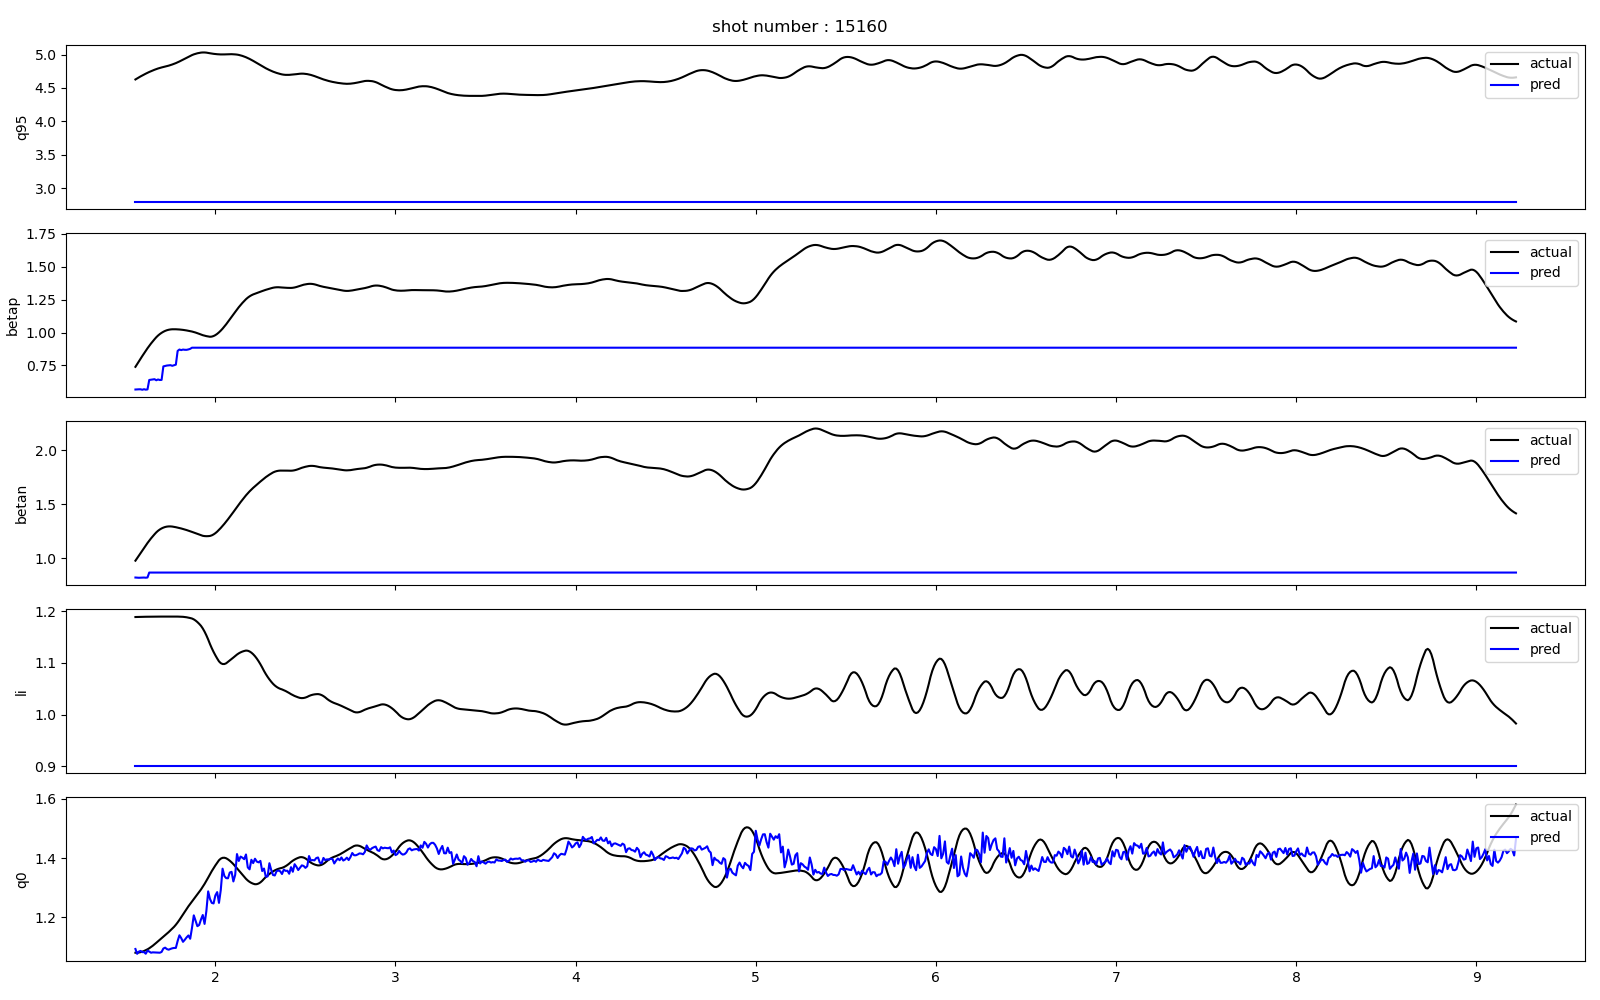 shot number : 15160
5.0
4.5
4.0
3.5
3.0
q95
actual
pred
1.75
1.50
1.25
1.00
0.75
betap
actual
pred
2.0
1.5
1.0
betan
actual
pred
1.2
1.1
1.0
0.9
li
actual
pred
1.6
1.4
1.2
q0
actual
pred
2 3 4 5 6 7 8 9